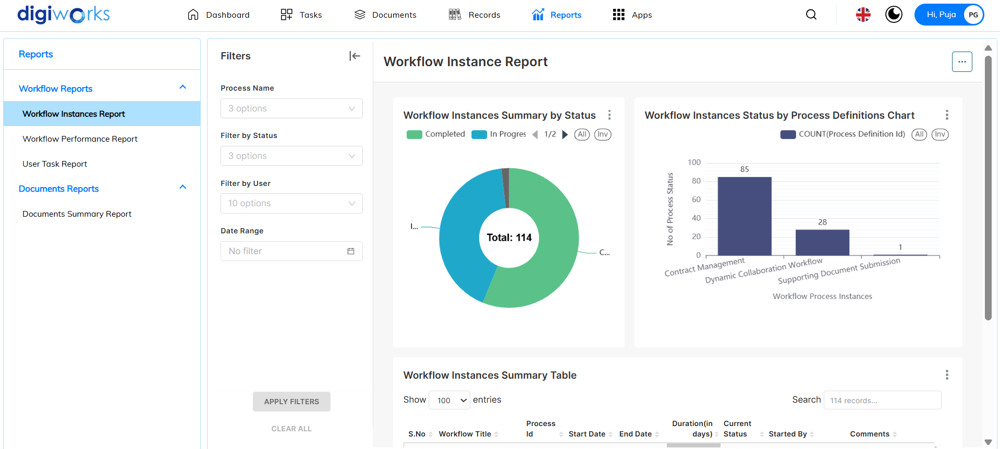 digiworks
Dashboard
Tasks
Documents
Records
Reports
Apps
Hi, Puja
PG
Reports
Workflow Reports
Workflow Instances Report
Workflow Performance Report
User Task Report
Documents Reports
Documents Summary Report
Filters
Process Name
3 options
Filter by Status
3 options
Filter by User
10 options
Date Range
No filter
APPLY FILTERS
CLEAR ALL
Workflow Instance Report
...
Workflow Instances Summary by Status
Completed In Progres 1/2 All Inv
I...
Total: 114
C...
Workflow Instances Status by Process Definitions Chart
COUNT(Process Definition Id) All Inv
No of Process Status
100
80
60
40
20
0
85
28
1
Contract Management
Dynamic Collaboration Workflow
Supporting Document Submission
Workflow Process Instances
Workflow Instances Summary Table
Show 100 entries
Search 114 records...
S.No
Workflow Title
Process Id
Start Date
End Date
Duration(in days)
Current Status
Started By
Comments